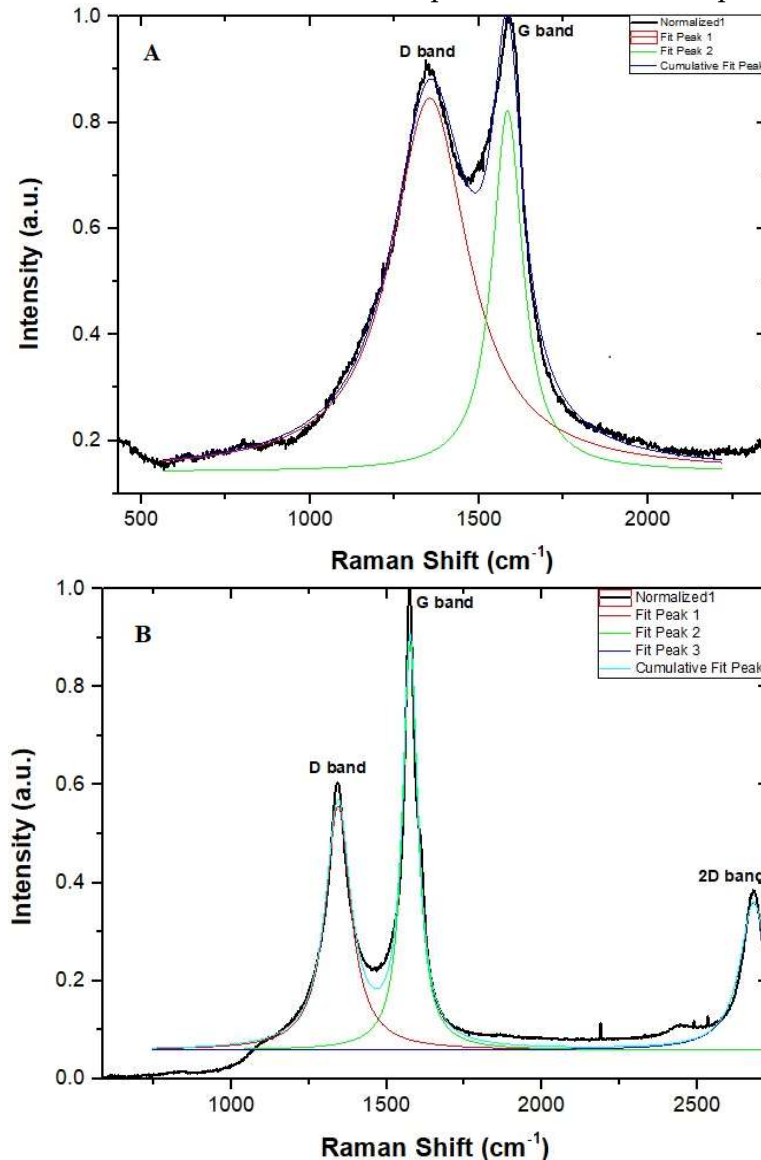 A
D band
G band
Normalized1
Fit Peak 1
Fit Peak 2
Cumulative Fit Peak
1.0
0.8
0.6
0.4
0.2
Intensity (a.u.)
500
1000
1500
2000
Raman Shift (cm-1)
B
D band
G band
2D band
Normalized1
Fit Peak 1
Fit Peak 2
Fit Peak 3
Cumulative Fit Peak
1.0
0.8
0.6
0.4
0.2
0.0
Intensity (a.u.)
1000
1500
2000
2500
Raman Shift (cm-1)